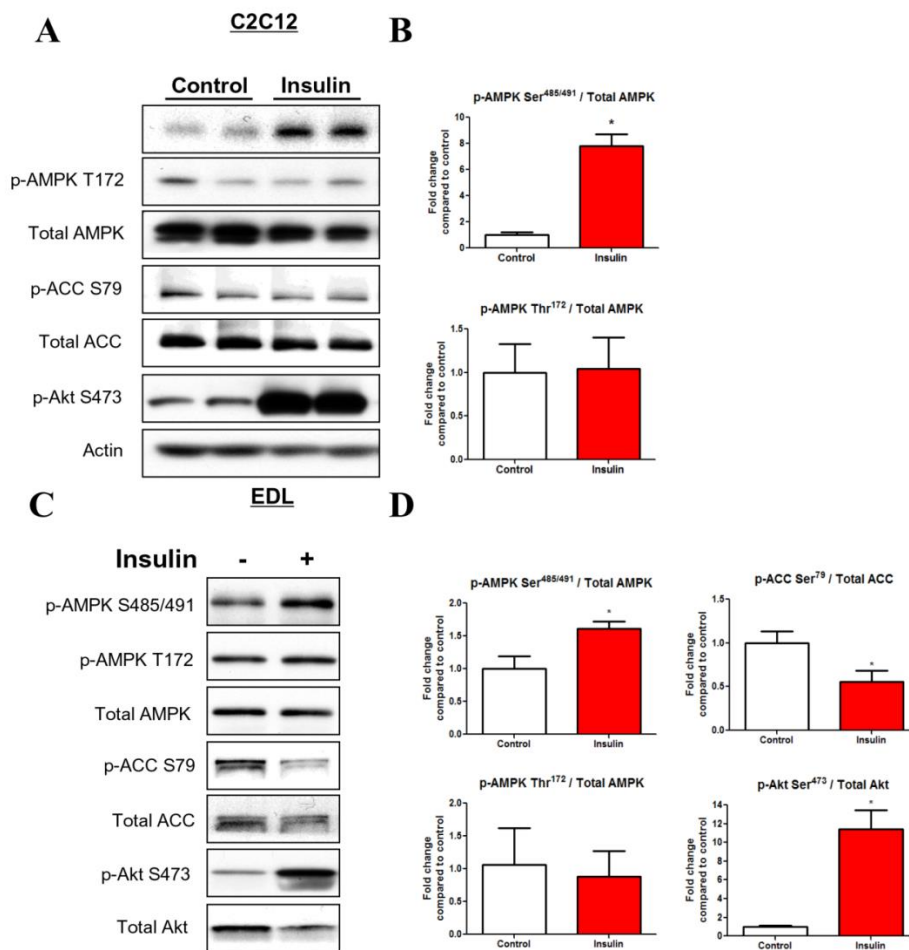 A
C2C12
Control Insulin
p-AMPK T172
Total AMPK
p-ACC S79
Total ACC
p-Akt S473
Actin
B
p-AMPK Ser485/491 / Total AMPK
Fold change
compared to control
10
8
6
4
2
0
*
Control Insulin
p-AMPK Thr172 / Total AMPK
Fold change
compared to control
1.5
1.0
0.5
0.0
Control Insulin
C
EDL
Insulin - +
p-AMPK S485/491
p-AMPK T172
Total AMPK
p-ACC S79
Total ACC
p-Akt S473
Total Akt
D
p-AMPK Ser485/491 / Total AMPK
Fold change
compared to control
2.0
1.5
1.0
0.5
0.0
*
Control Insulin
p-ACC Ser79 / Total ACC
Fold change
compared to control
1.5
1.0
0.5
0.0
*
Control Insulin
p-AMPK Thr172 / Total AMPK
Fold change
compared to control
2.0
1.5
1.0
0.5
0.0
Control Insulin
p-Akt Ser473 / Total Akt
Fold change
compared to control
14
12
10
8
6
4
2
0
*
Control Insulin